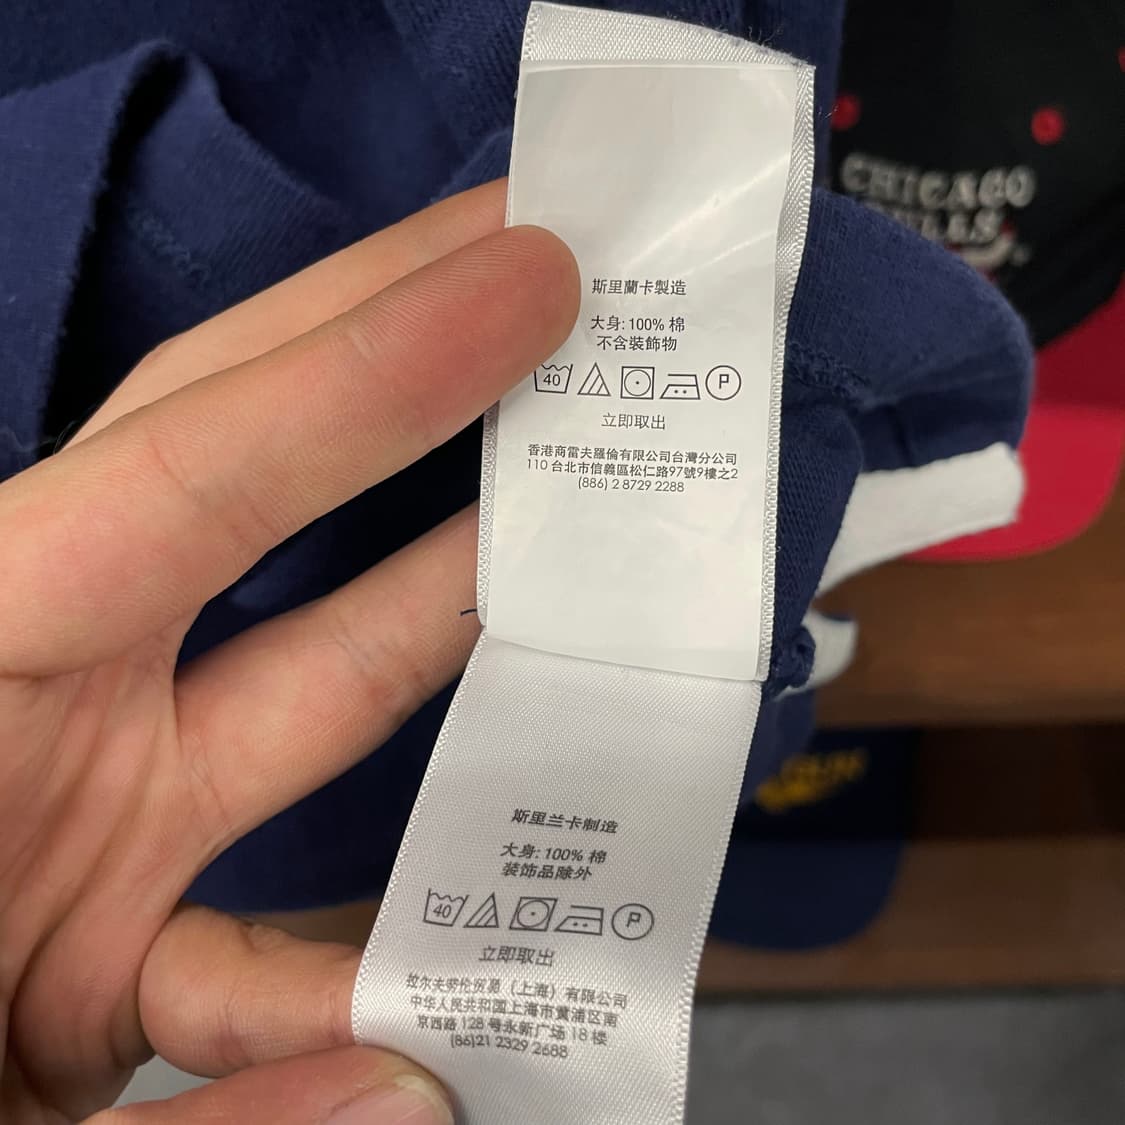 斯里蘭卡製造
大身: 100% 棉
不含裝飾物
40
P
立即取出
香港商雷夫羅倫有限公司台灣分公司
110 台北市信義區松仁路97號9樓之2
(886) 2 8729 2288
斯里兰卡制造
大身: 100% 棉
装饰品除外
40
P
立即取出
拉尔夫劳伦贸易（上海）有限公司
中华人民共和国上海市黄浦区南
京西路 128 号永新广场 18 楼
(86)21 2329 2688
CHICAGO
BULLS